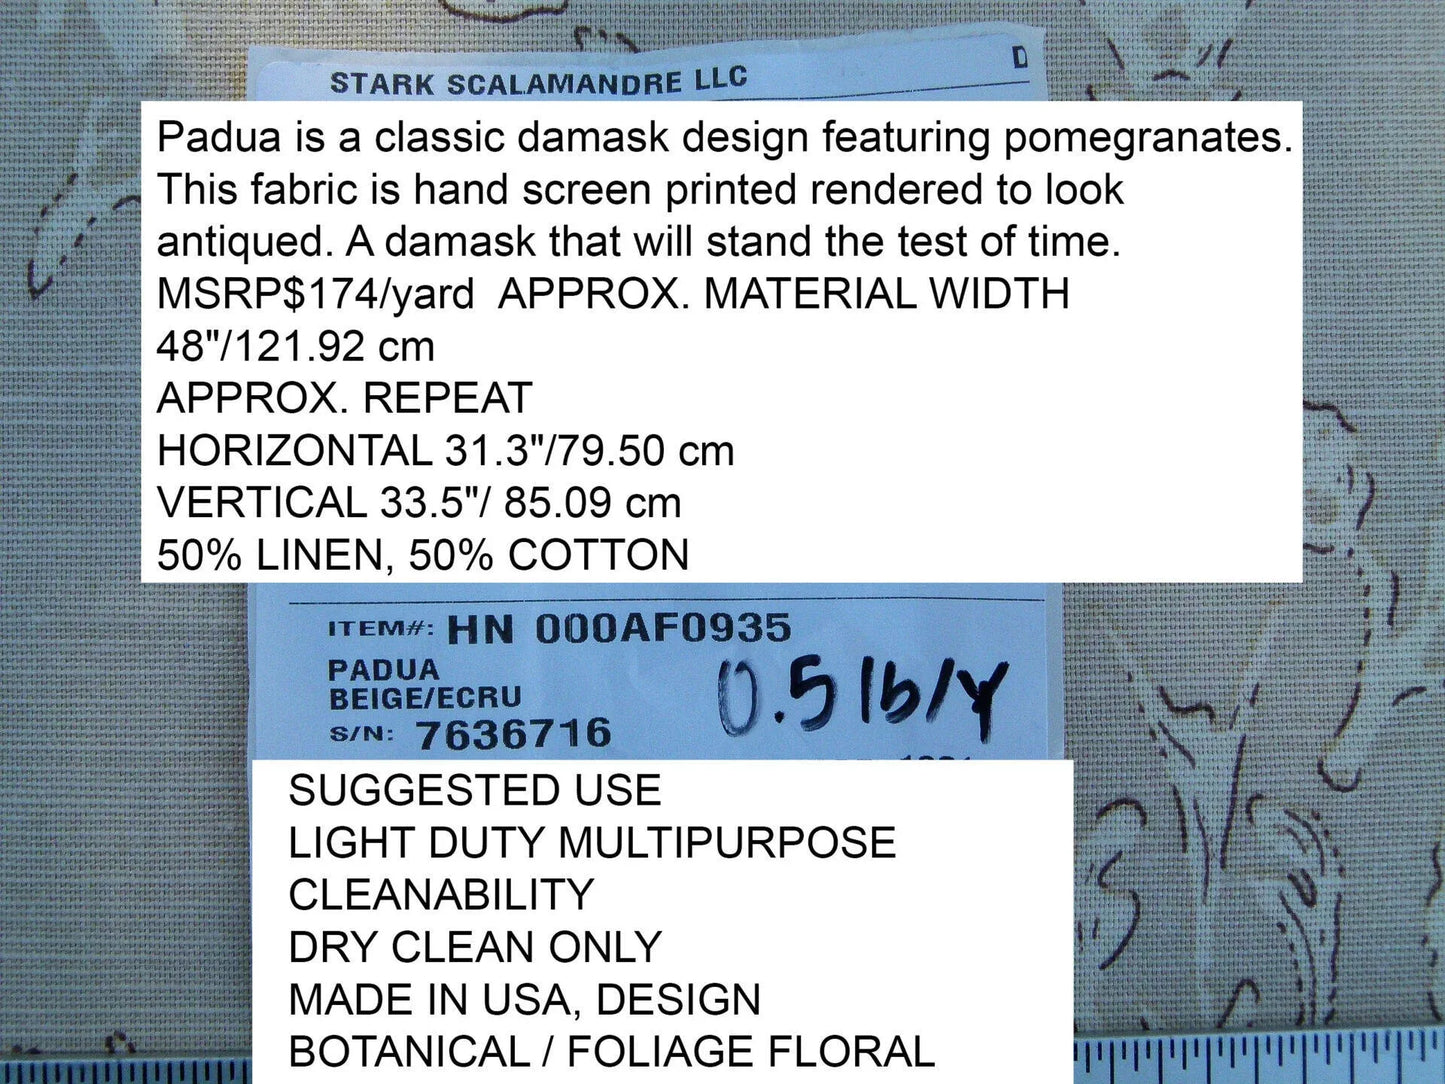 STARK SCALAMANDRE LLC D
Padua is a classic damask design featuring pomegranates.
This fabric is hand screen printed rendered to look
antiqued. A damask that will stand the test of time.
MSRP$174/yard APPROX. MATERIAL WIDTH
48"/121.92 cm
APPROX. REPEAT
HORIZONTAL 31.3"/79.50 cm
VERTICAL 33.5"/ 85.09 cm
50% LINEN, 50% COTTON
ITEM#: HN 000AF0935
PADUA
BEIGE/ECRU
0.5 lb/y
S/N: 7636716
SUGGESTED USE
LIGHT DUTY MULTIPURPOSE
CLEANABILITY
DRY CLEAN ONLY
MADE IN USA, DESIGN
BOTANICAL / FOLIAGE FLORAL